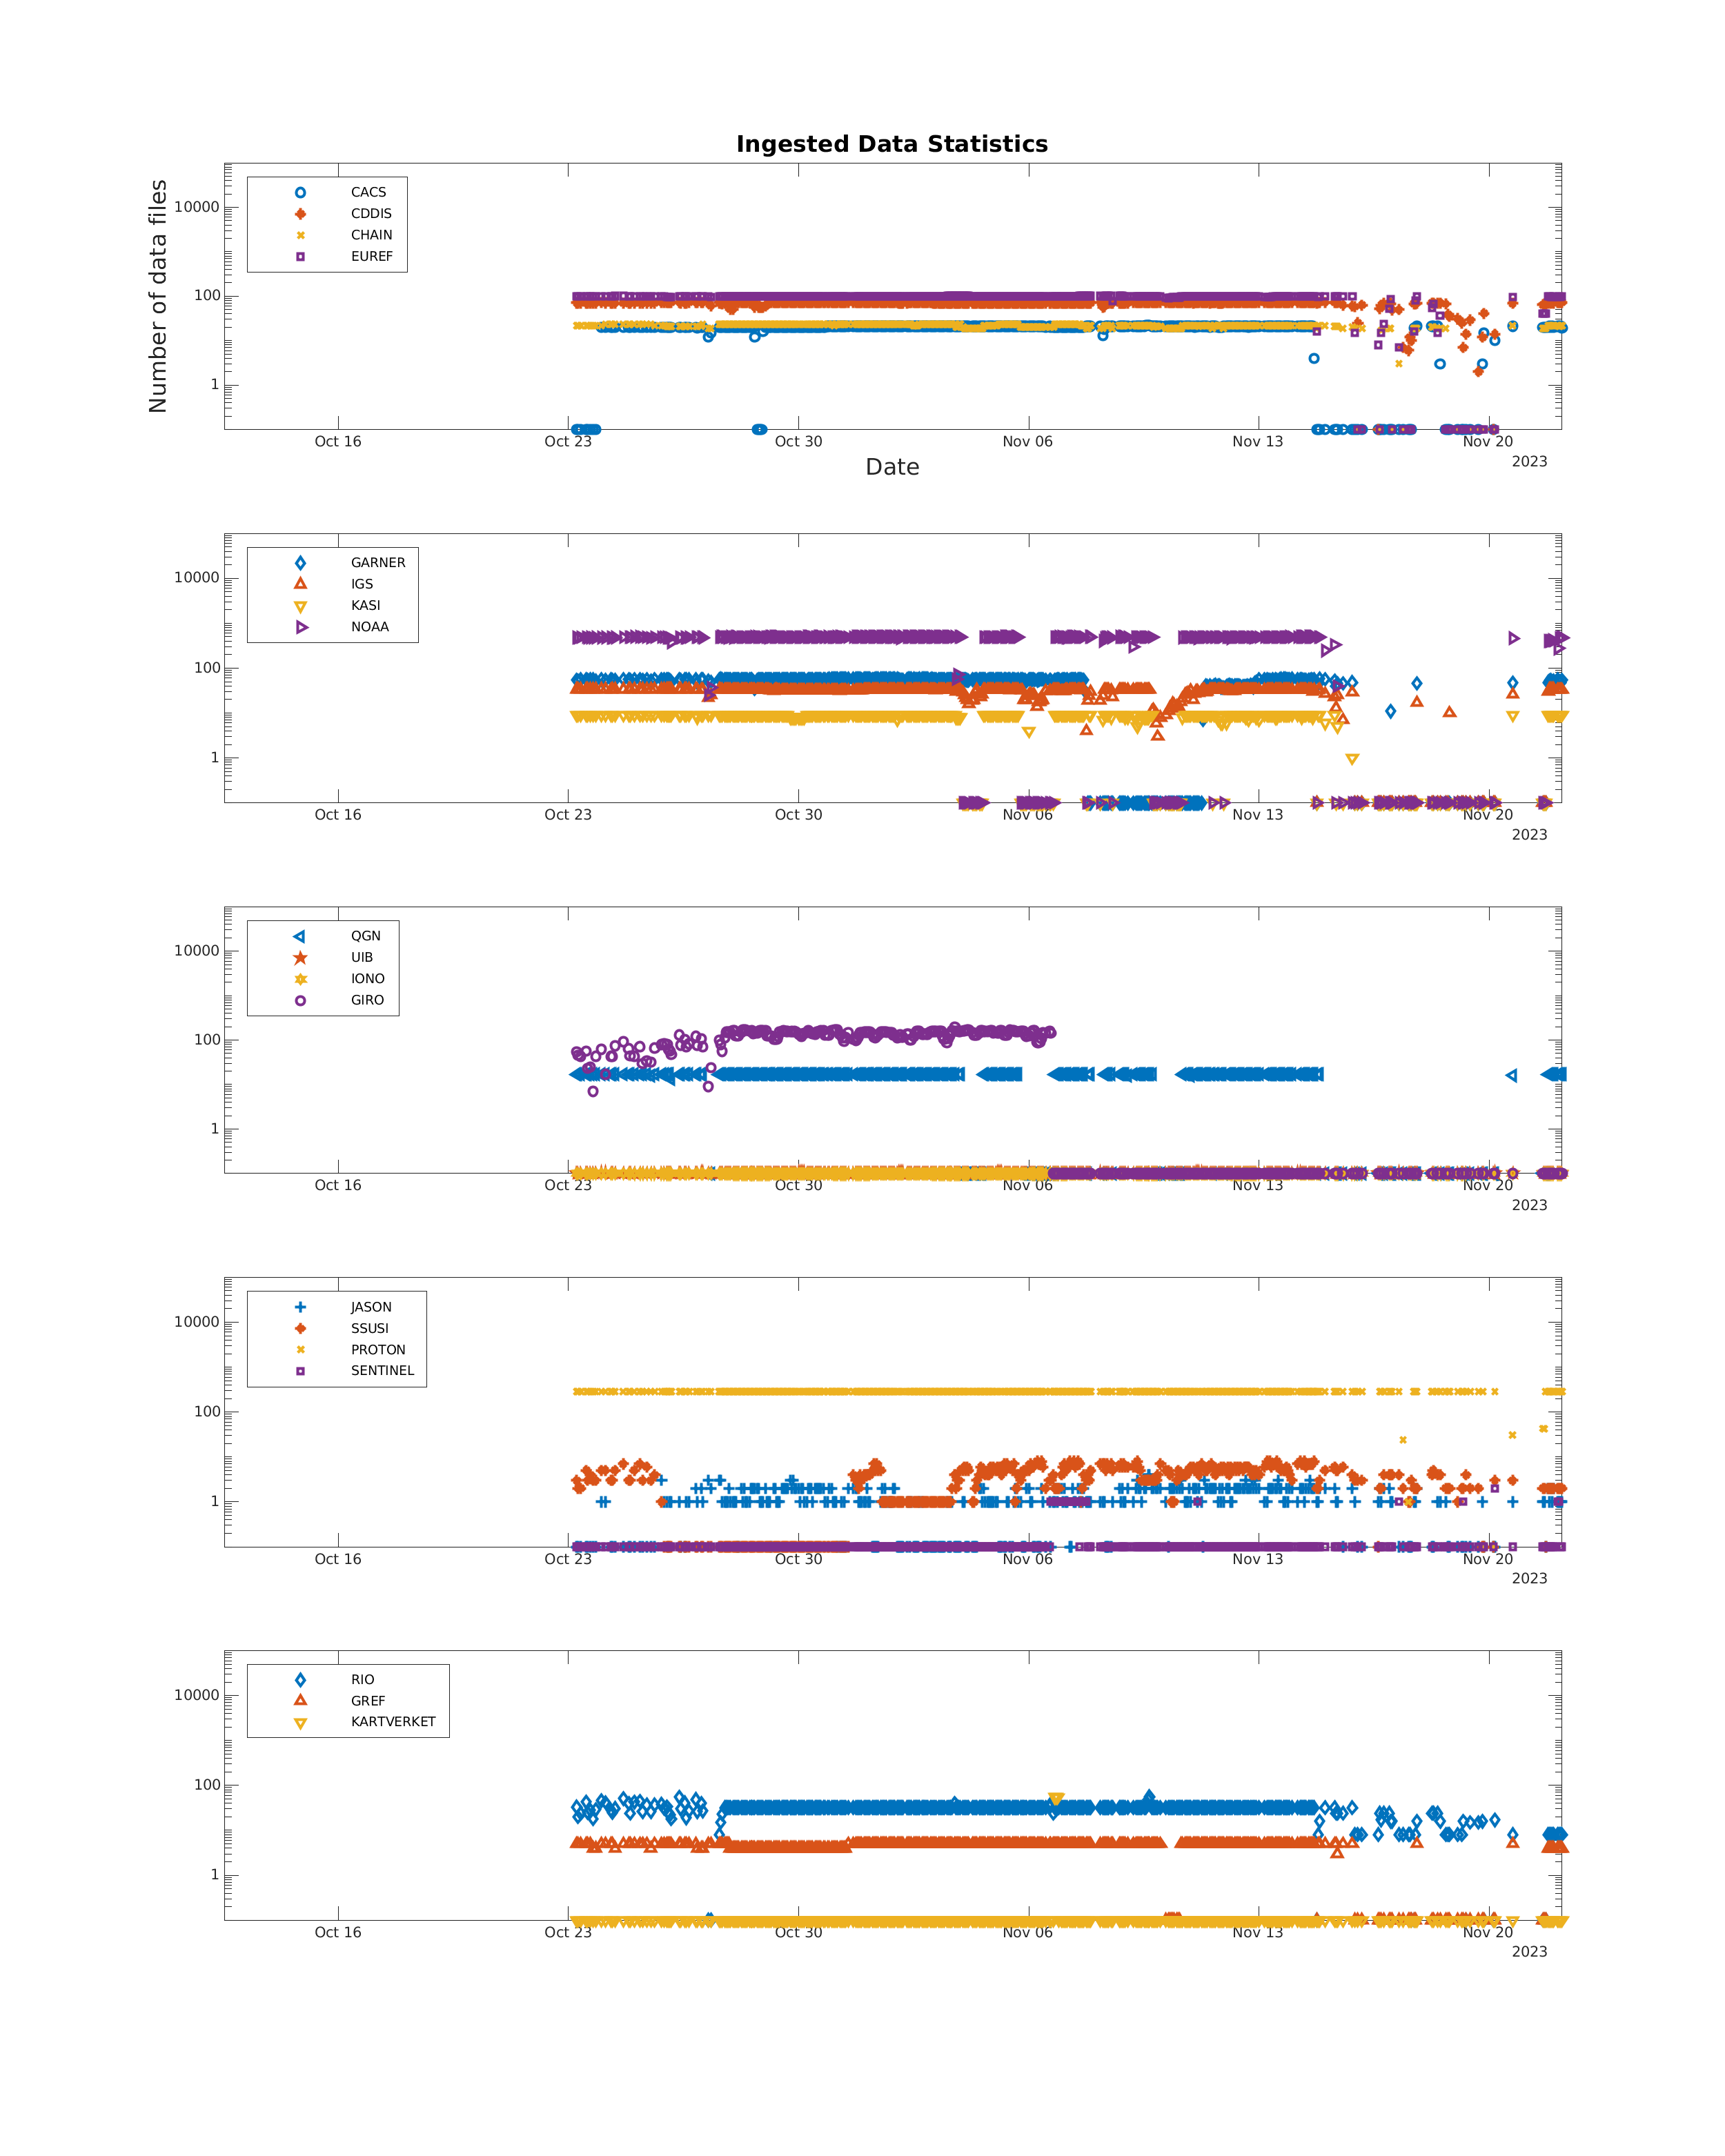 Ingested Data Statistics
Number of data files
CACS
CDDIS
CHAIN
EUREF
10000
100
1
Oct 16 Oct 23 Oct 30 Nov 06 Nov 13 Nov 20
2023
Date
GARNER
IGS
KASI
NOAA
10000
100
1
Oct 16 Oct 23 Oct 30 Nov 06 Nov 13 Nov 20
2023
QGN
UIB
IONO
GIRO
10000
100
1
Oct 16 Oct 23 Oct 30 Nov 06 Nov 13 Nov 20
2023
JASON
SSUSI
PROTON
SENTINEL
10000
100
1
Oct 16 Oct 23 Oct 30 Nov 06 Nov 13 Nov 20
2023
RIO
GREF
KARTVERKET
10000
100
1
Oct 16 Oct 23 Oct 30 Nov 06 Nov 13 Nov 20
2023